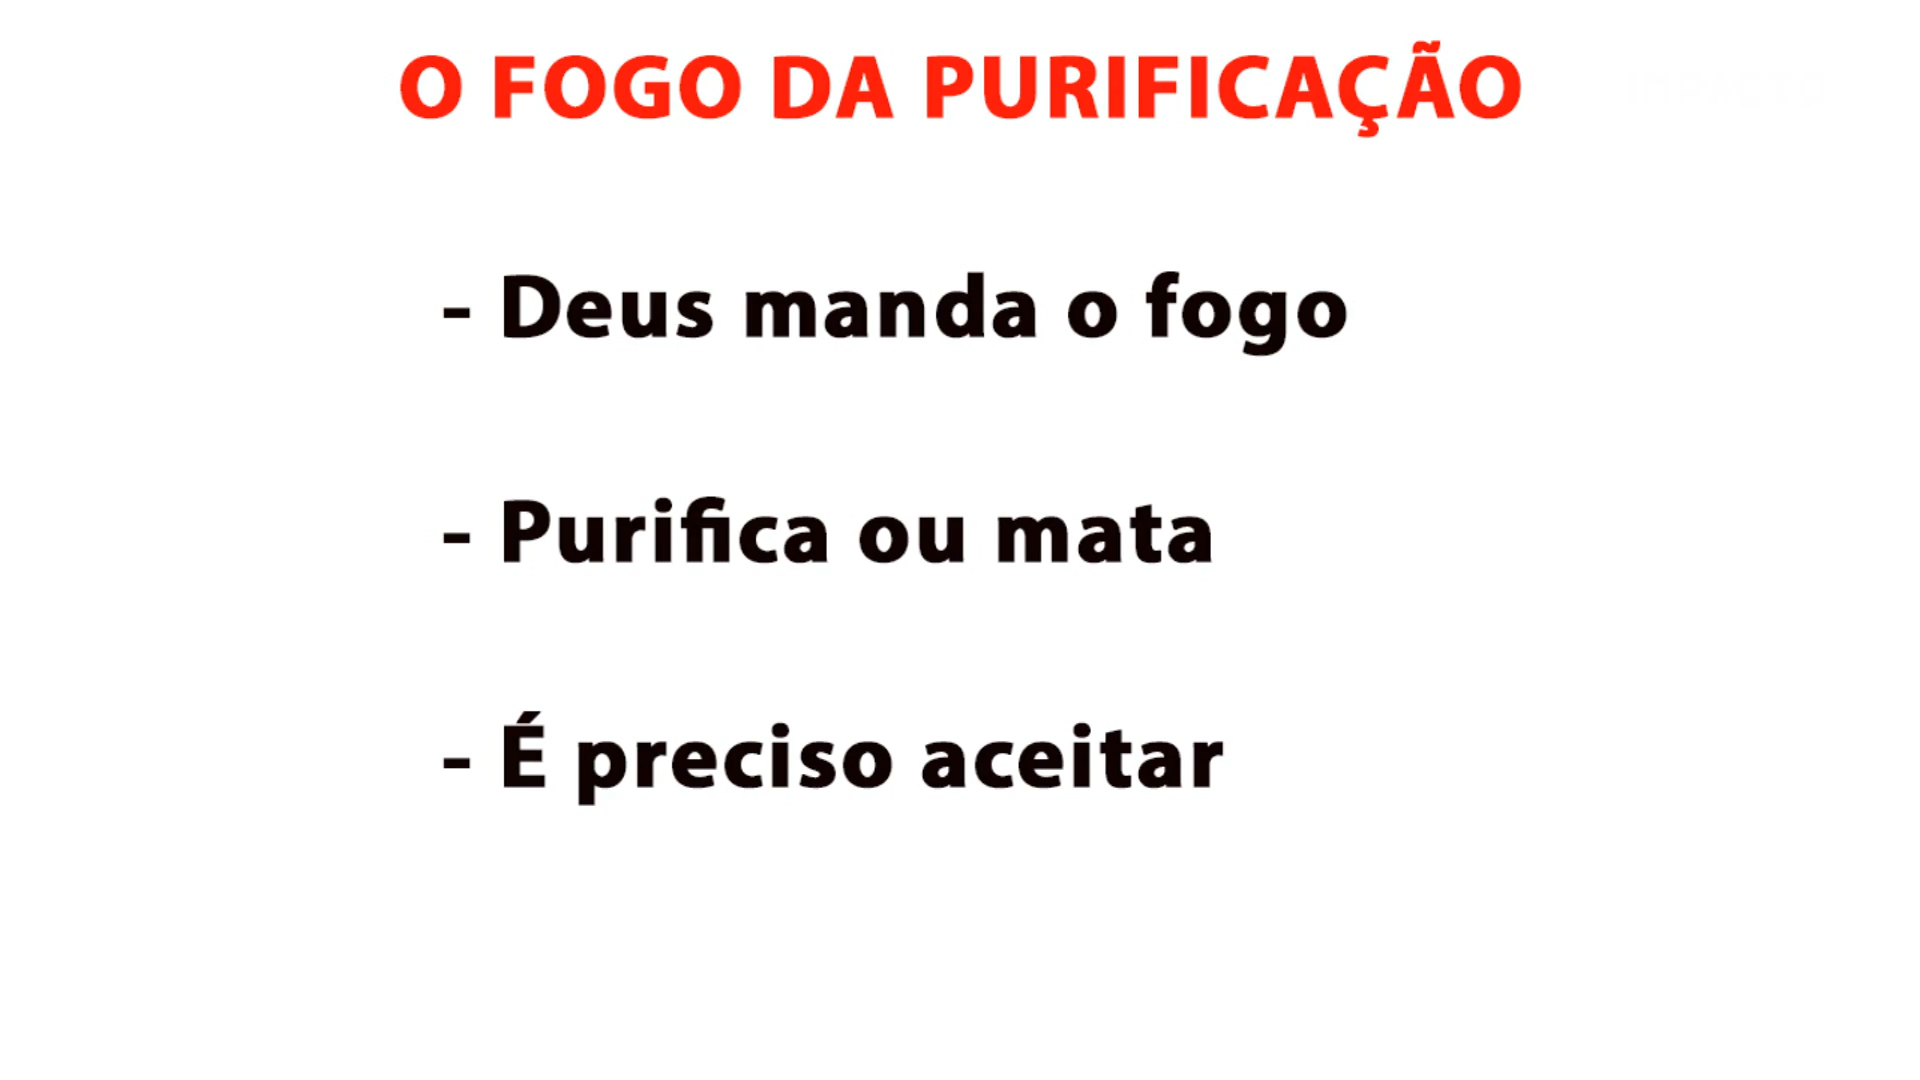 O FOGO DA PURIFICAÇÃO
- Deus manda o fogo
- Purifica ou mata
- É preciso aceitar